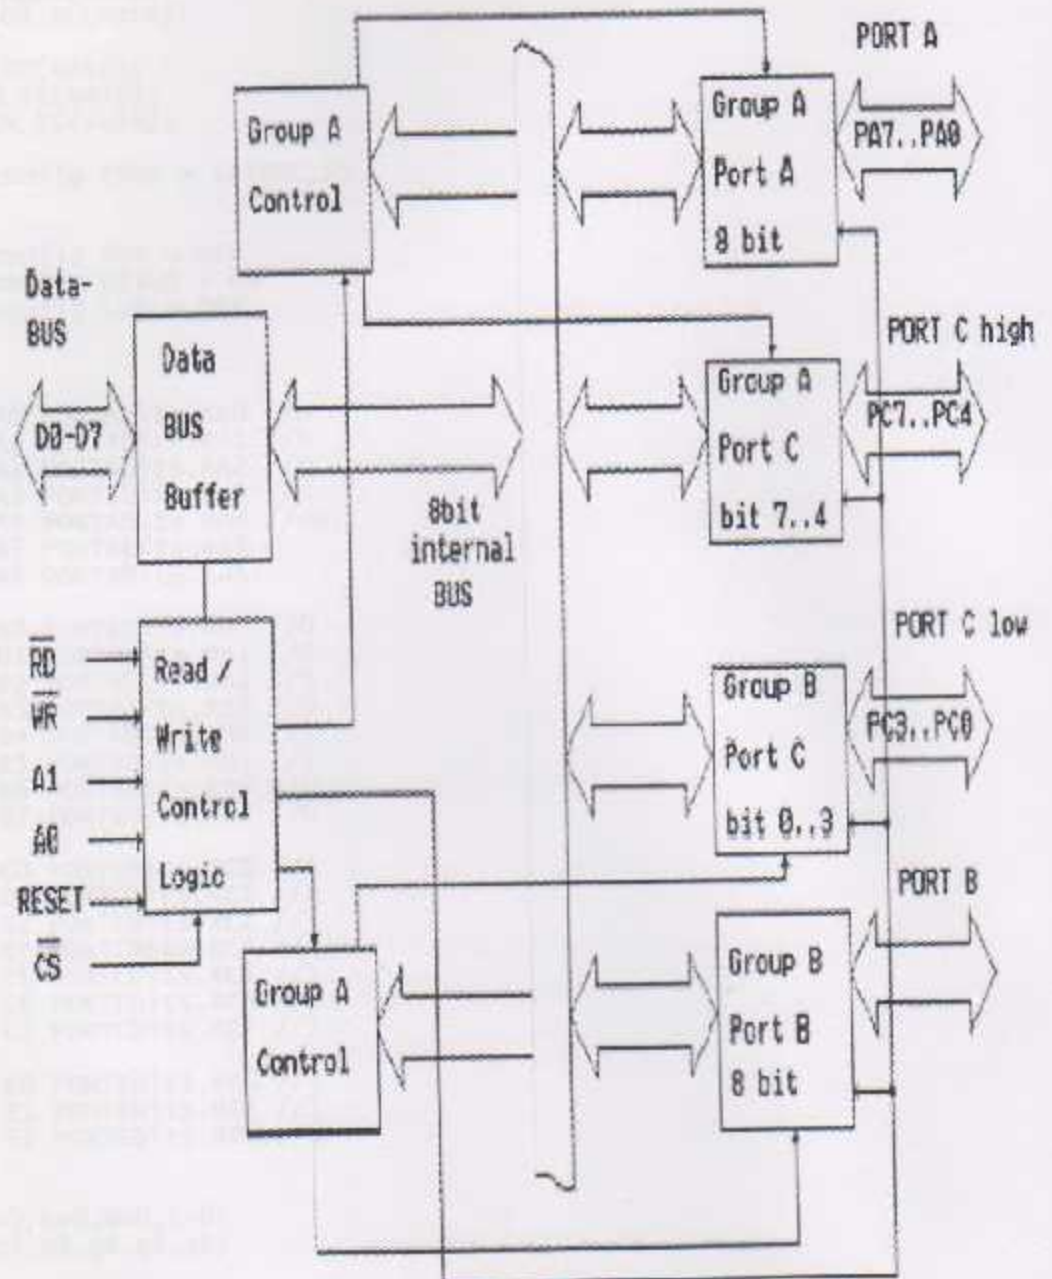 PORT A
Group A
Control
Group A
Port A
8 bit
PA7..PA0
Data-
BUS
Data
BUS
Buffer
D0-D7
8bit
internal
BUS
PORT C high
Group A
Port C
bit 7..4
PC7..PC4
RD
WR
A1
A0
RESET
CS
Read /
Write
Control
Logic
PORT C low
Group B
Port C
bit 0..3
PC3..PC0
Group A
Control
PORT B
Group B
Port B
8 bit